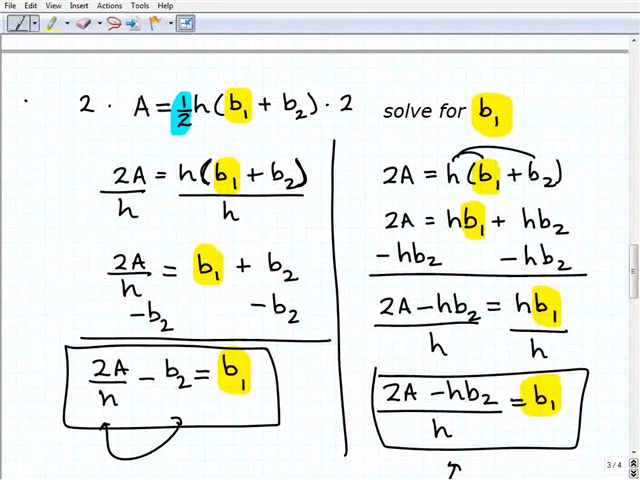 File Edit View Insert Actions Tools Help
2 · A = 1/2 h(b₁ + b₂) · 2
solve for b₁
2A/h = h(b₁ + b₂)/h
2A/h = b₁ + b₂
-b₂ -b₂
2A/h - b₂ = b₁
2A = h(b₁ + b₂)
2A = hb₁ + hb₂
-hb₂ -hb₂
2A - hb₂/h = hb₁/h
2A - hb₂/h = b₁
3 / 4